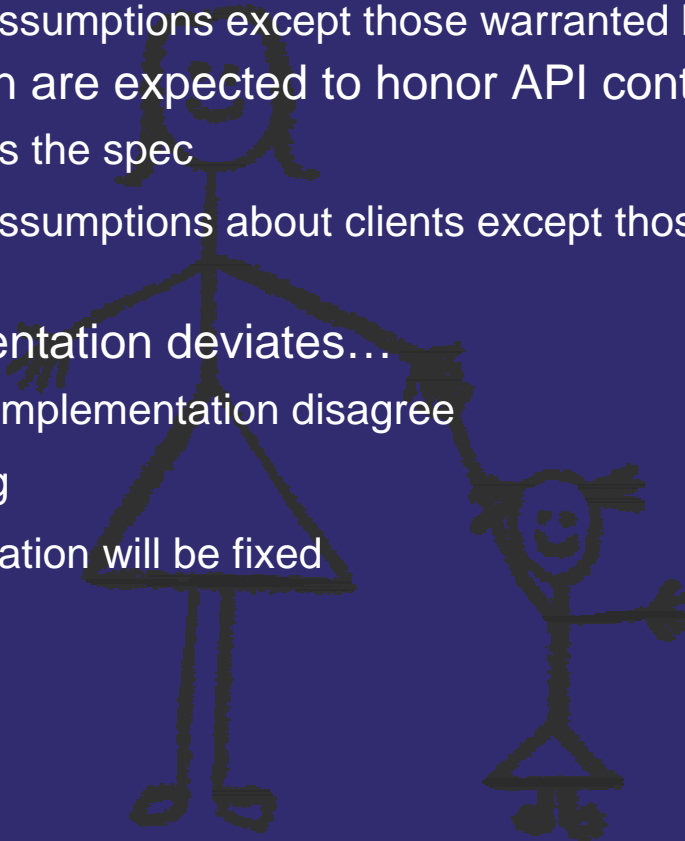 ssumptions except those warranted
n are expected to honor API cont
s the spec
ssumptions about clients except thos
entation deviates…
mplementation disagree
g
ation will be fixed